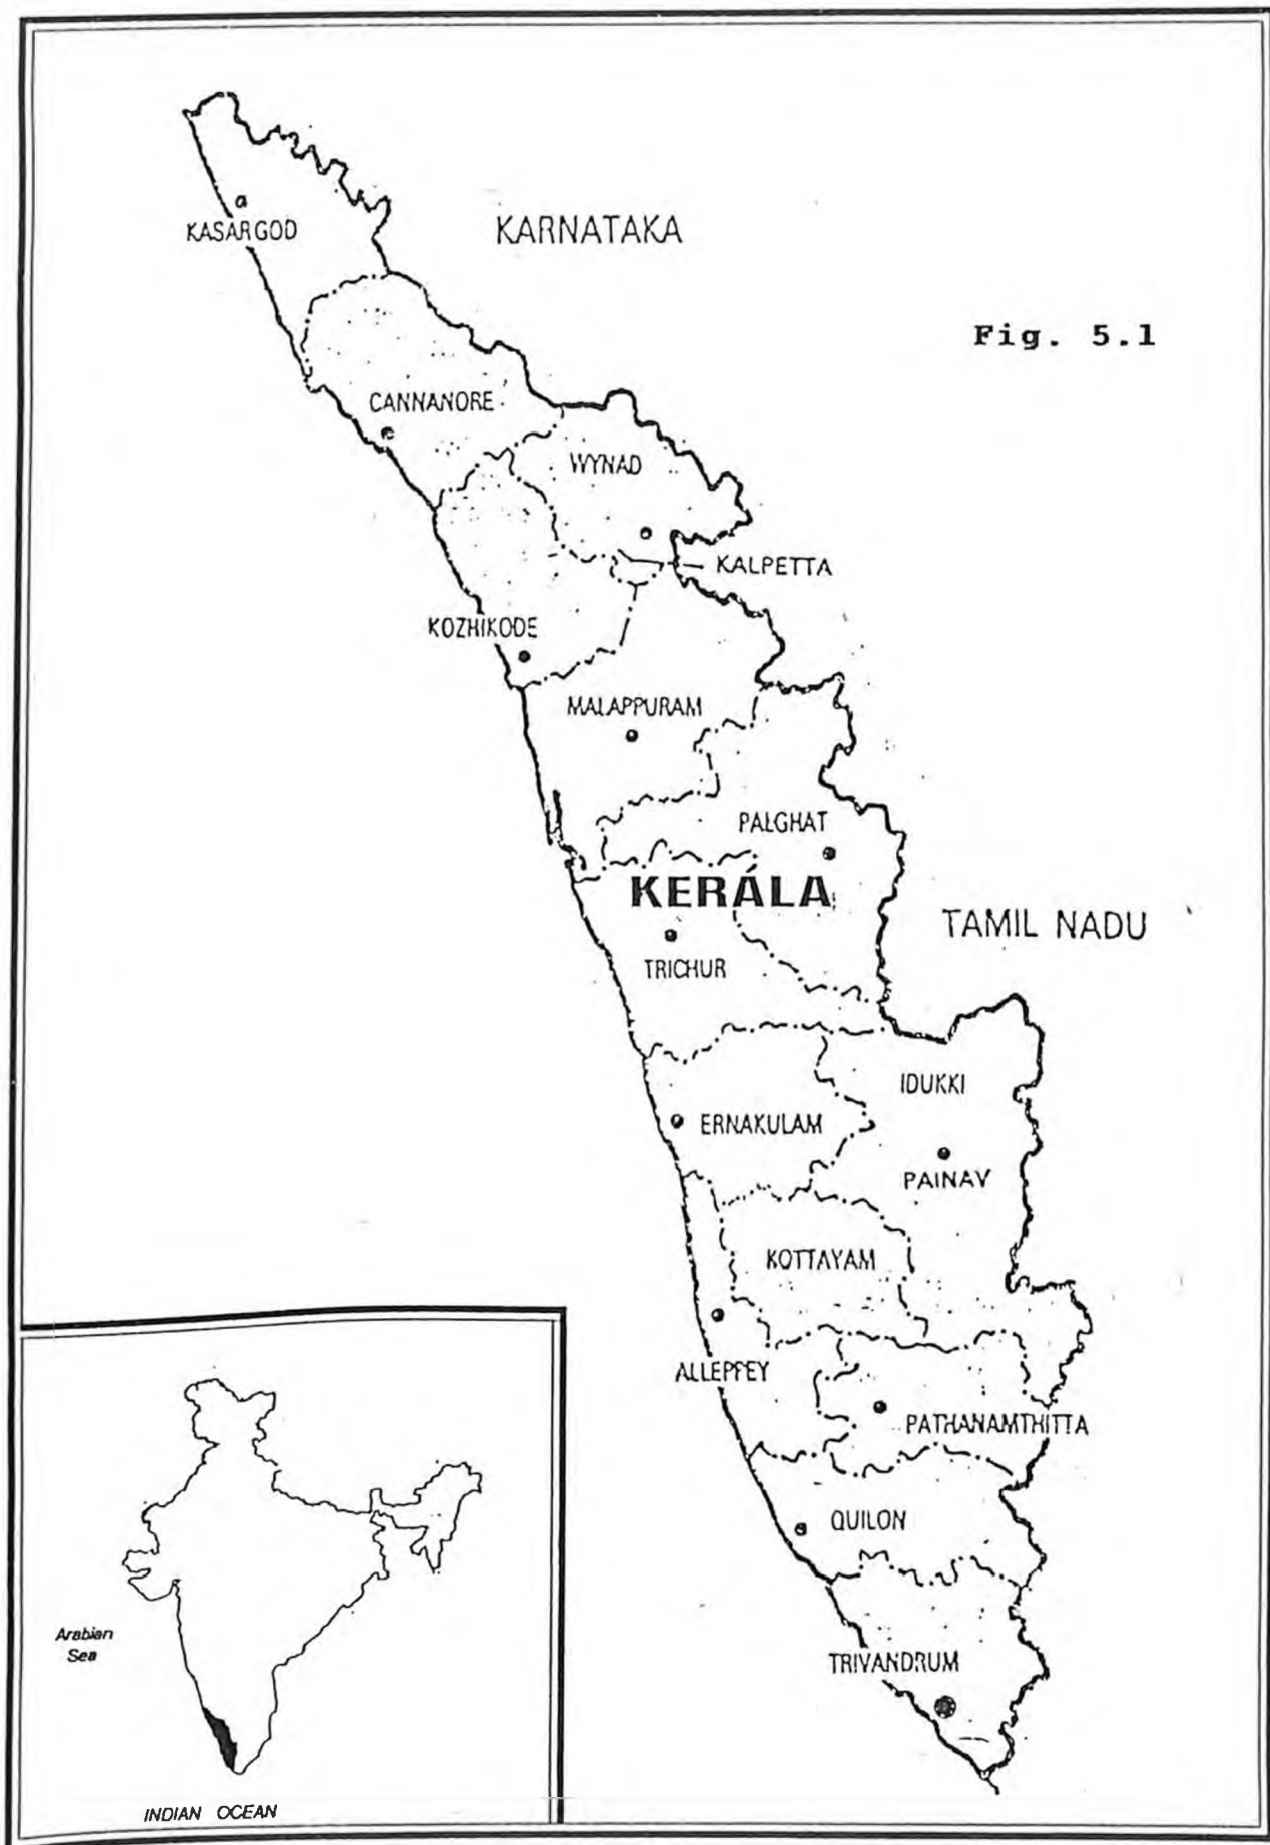 KASARGOD
KARNATAKA
Fig. 5.1
CANNANORE
WYNAD
KALPETTA
KOZHIKODE
MALAPPURAM
PALGHAT
KERALA
TAMIL NADU
TRICHUR
IDUKKI
ERNAKULAM
PAINAV
KOTTAYAM
ALLEPPEY
PATHANAMTHITTA
QUILON
TRIVANDRUM
Arabian
Sea
INDIAN OCEAN